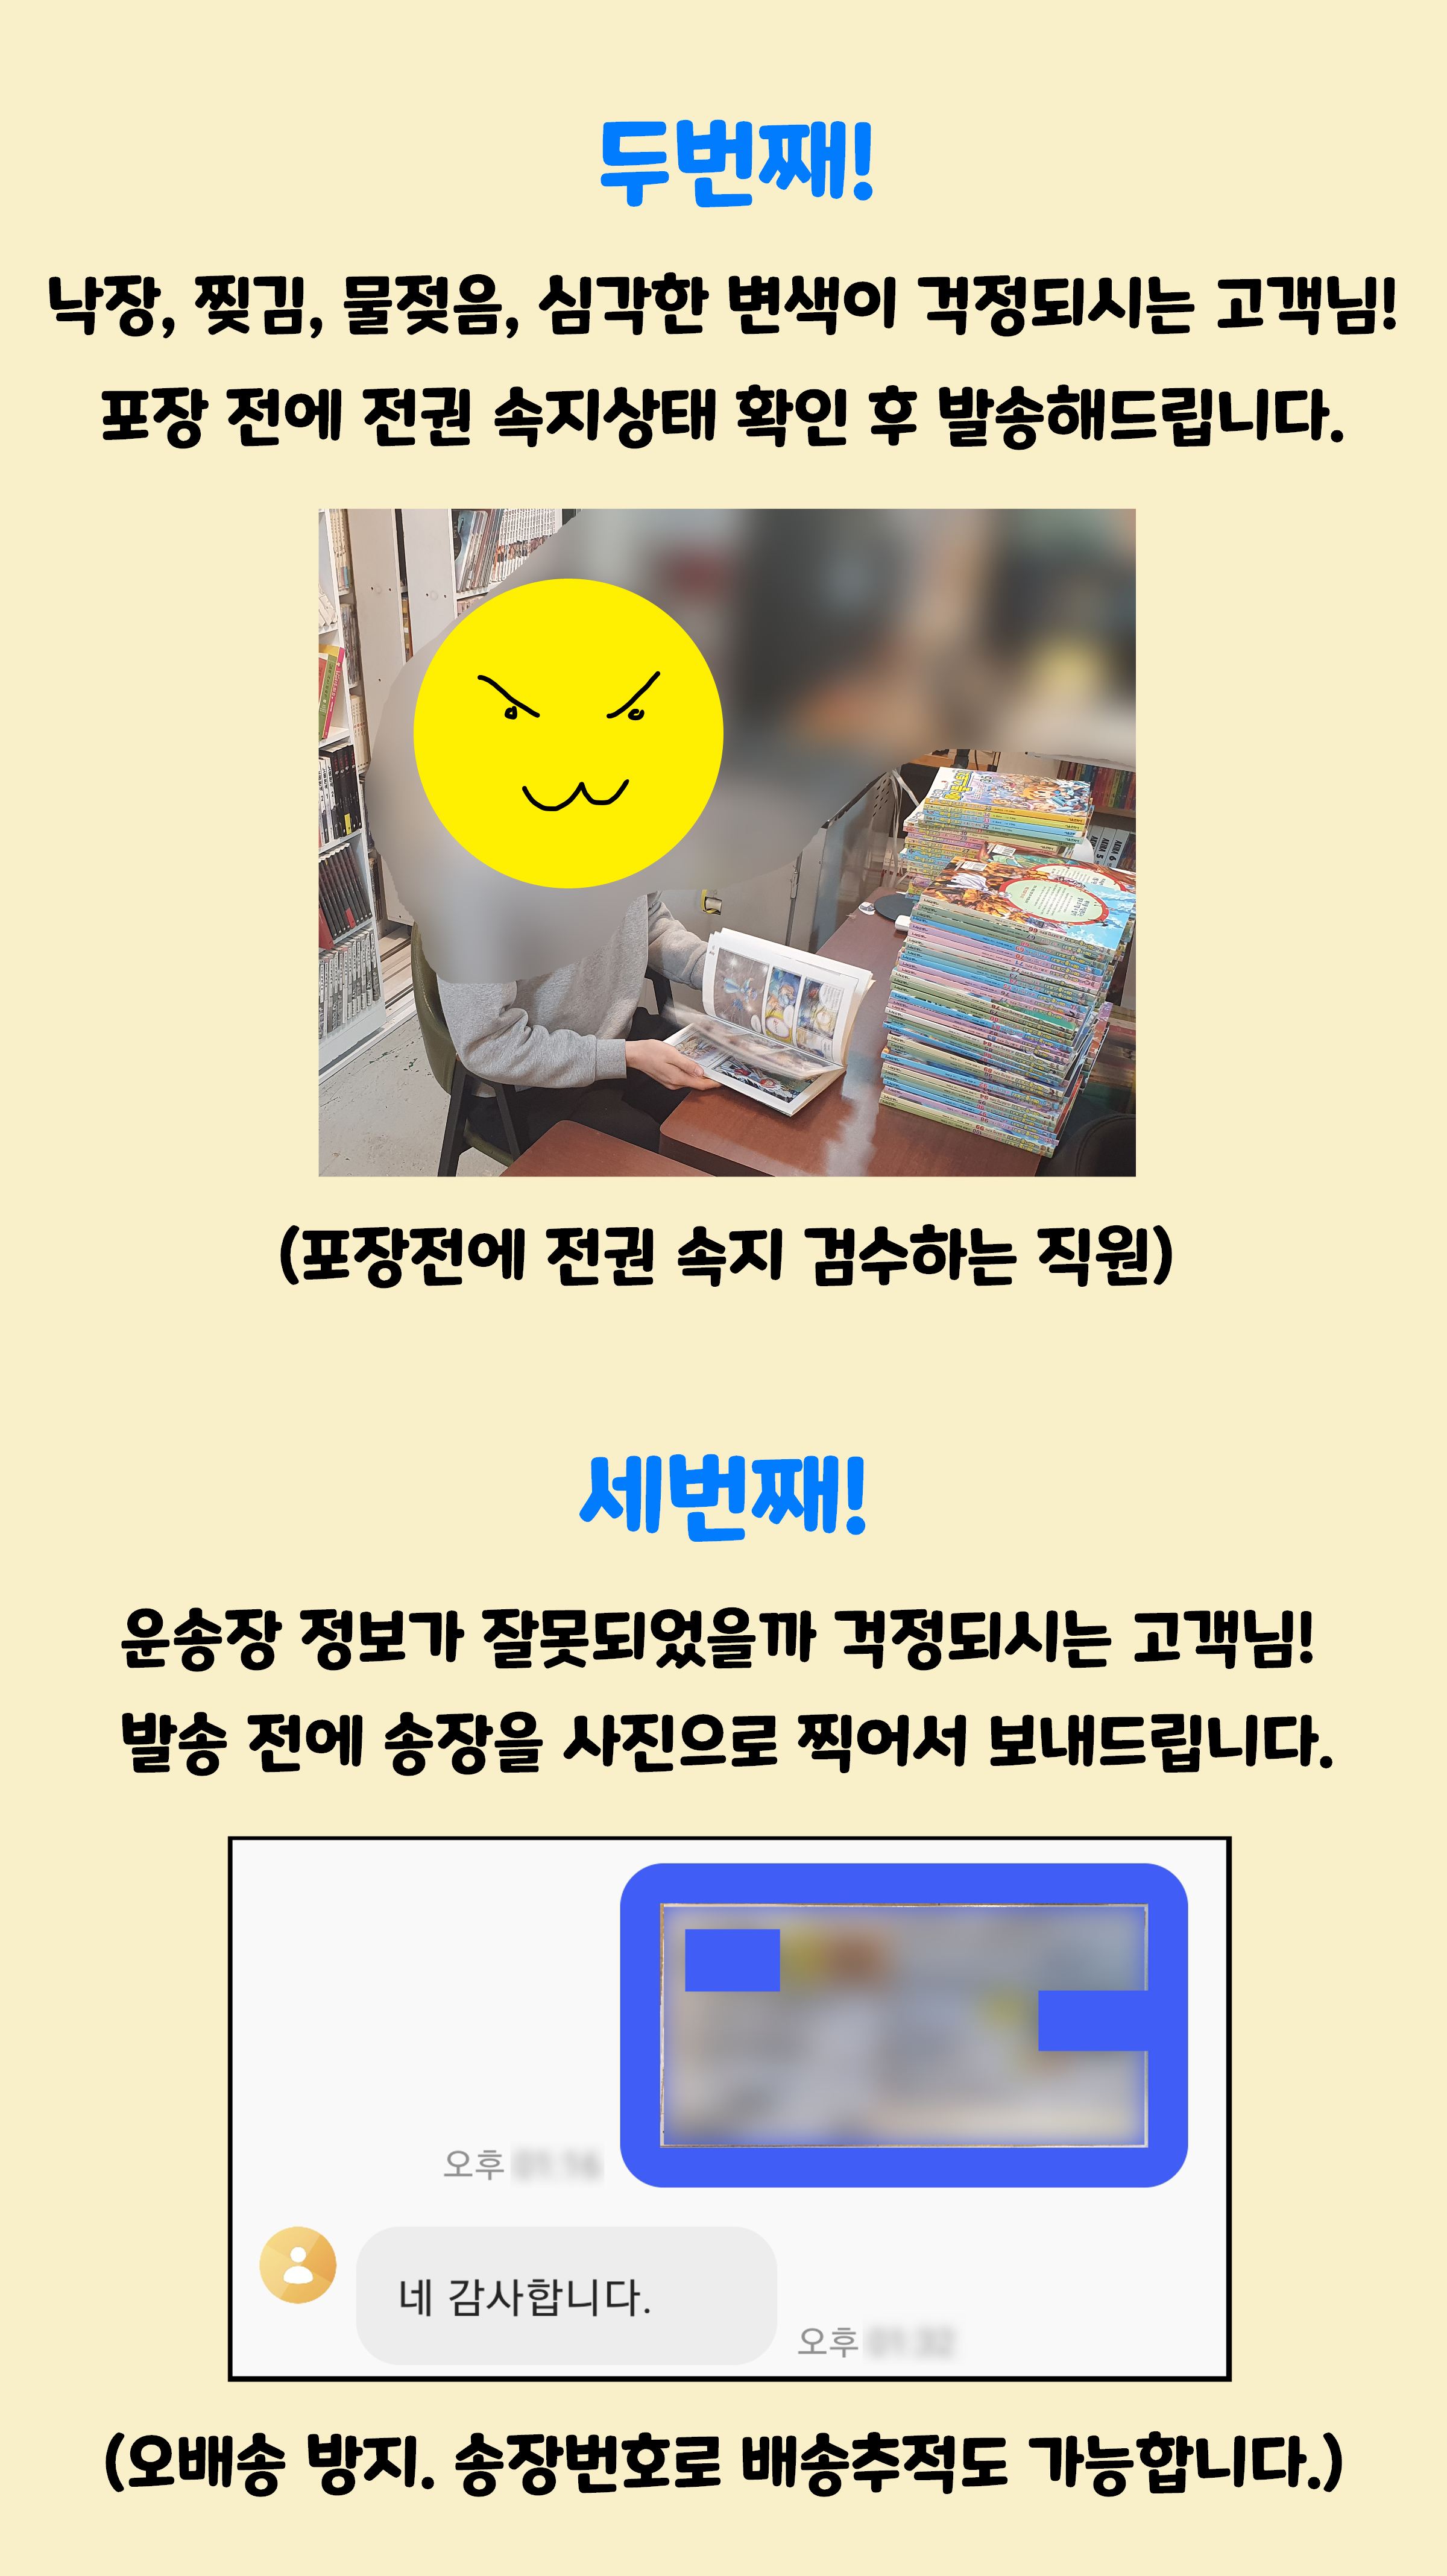 두번째!
낙장, 찢김, 물젖음, 심각한 변색이 걱정되시는 고객님!
포장 전에 전권 속지상태 확인 후 발송해드립니다.
(포장전에 전권 속지 검수하는 직원)
세번째!
운송장 정보가 잘못되었을까 걱정되시는 고객님!
발송 전에 송장을 사진으로 찍어서 보내드립니다.
오후
네 감사합니다.
오후
(오배송 방지. 송장번호로 배송추적도 가능합니다.)